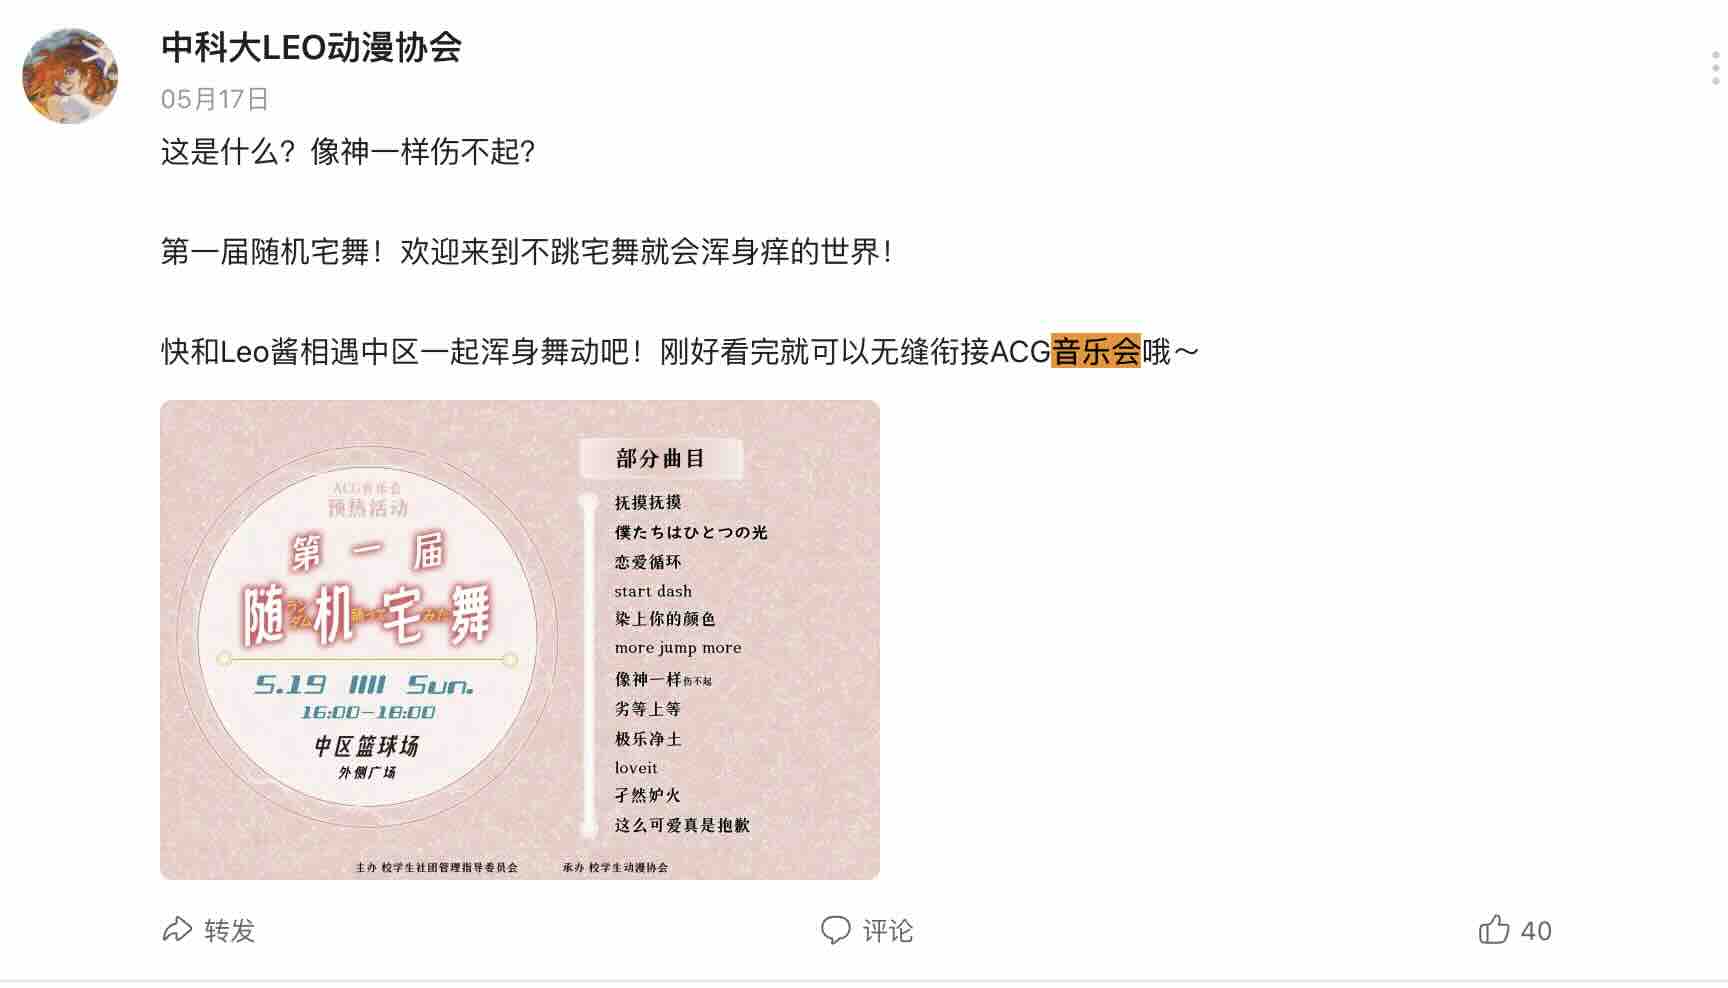 中科大LEO动漫协会
05月17日
这是什么？像神一样伤不起？
第一届随机宅舞！欢迎来到不跳宅舞就会浑身痒的世界！
快和Leo酱相遇中区一起浑身舞动吧！刚好看完就可以无缝衔接ACG音乐会哦～
ACG音乐会
预热活动
第一届
随机宅舞
ランダム踊ってみた
5.19 Sun.
16:00-18:00
中区篮球场
外侧广场
部分曲目
抚摸抚摸
僕たちはひとつの光
恋爱循环
start dash
染上你的颜色
more jump more
像神一样伤不起
劣等上等
极乐净土
loveit
孑然妒火
这么可爱真是抱歉
主办 校学生社团管理指导委员会
承办 校学生动漫协会
转发
评论
40